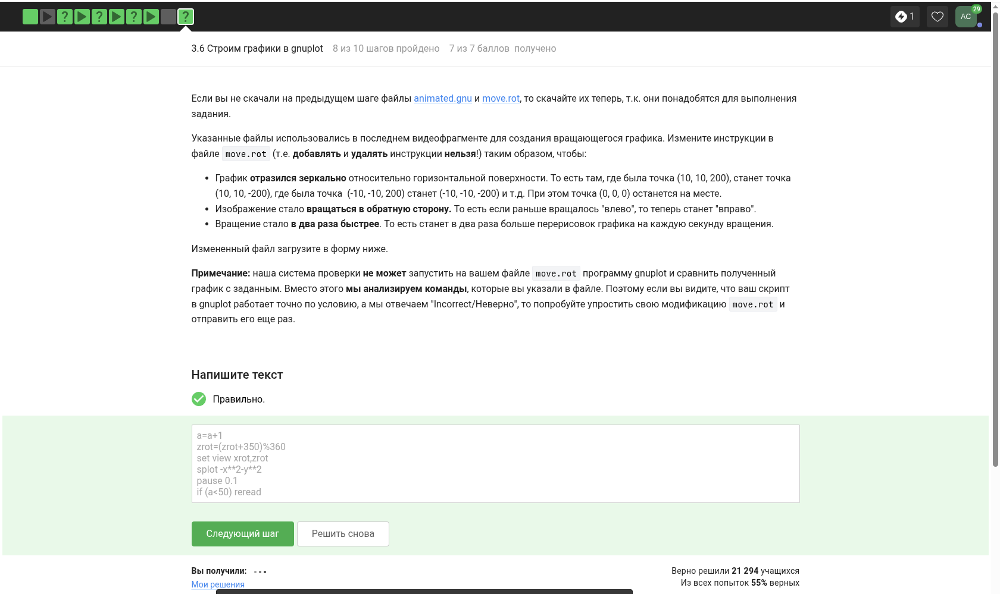 ? ? ? ?
1
AC
29
3.6 Строим графики в gnuplot 8 из 10 шагов пройдено 7 из 7 баллов получено
Если вы не скачали на предыдущем шаге файлы animated.gnu и move.rot, то скачайте их теперь, т.к. они понадобятся для выполнения
задания.
Указанные файлы использовались в последнем видеофрагменте для создания вращающегося графика. Измените инструкции в
файле move.rot (т.е. добавлять и удалять инструкции нельзя!) таким образом, чтобы:
• График отразился зеркально относительно горизонтальной поверхности. То есть там, где была точка (10, 10, 200), станет точка
(10, 10, -200), где была точка (-10, -10, 200) станет (-10, -10, -200) и т.д. При этом точка (0, 0, 0) останется на месте.
• Изображение стало вращаться в обратную сторону. То есть если раньше вращалось "влево", то теперь станет "вправо".
• Вращение стало в два раза быстрее. То есть станет в два раза больше перерисовок графика на каждую секунду вращения.
Измененный файл загрузите в форму ниже.
Примечание: наша система проверки не может запустить на вашем файле move.rot программу gnuplot и сравнить полученный
график с заданным. Вместо этого мы анализируем команды, которые вы указали в файле. Поэтому если вы видите, что ваш скрипт
в gnuplot работает точно по условию, а мы отвечаем "Incorrect/Неверно", то попробуйте упростить свою модификацию move.rot и
отправить его еще раз.
Напишите текст
Правильно.
a=a+1
zrot=(zrot+350)%360
set view xrot,zrot
splot -x**2-y**2
pause 0.1
if (a<50) reread
Следующий шаг Решить снова
Вы получили:
Мои решения
Верно решили 21 294 учащихся
Из всех попыток 55% верных